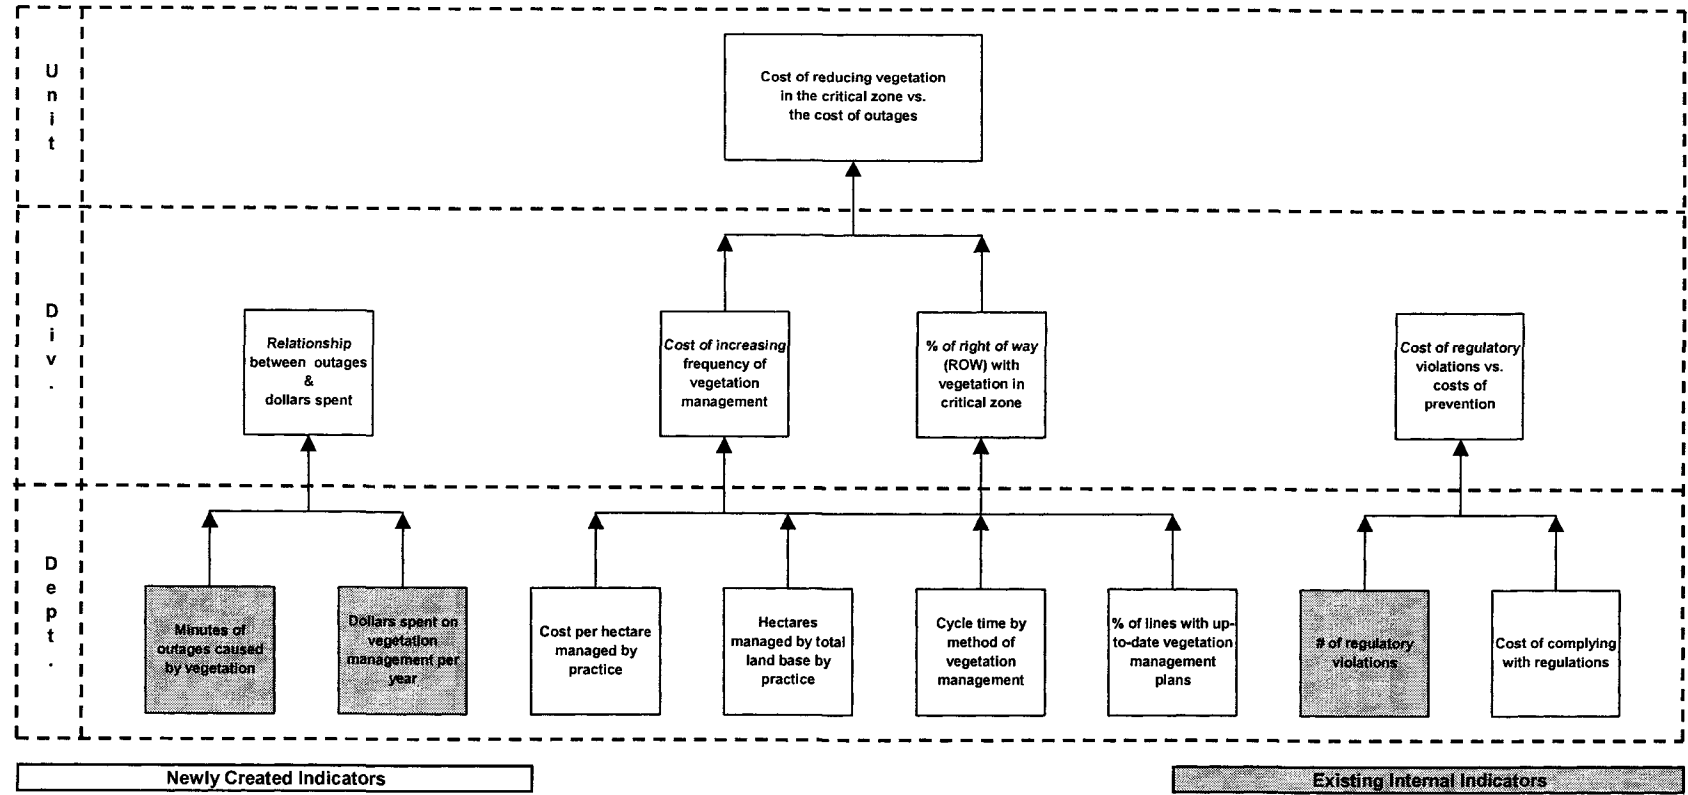 Unit
Cost of reducing vegetation
in the critical zone vs.
the cost of outages
Div.
Relationship
between outages
&
dollars spent
Cost of increasing
frequency of
vegetation
management
% of right of way
(ROW) with
vegetation in
critical zone
Cost of regulatory
violations vs.
costs of
prevention
Dept.
Minutes of
outages caused
by vegetation
Dollars spent on
vegetation
management per
year
Cost per hectare
managed by
practice
Hectares
managed by total
land base by
practice
Cycle time by
method of
vegetation
management
% of lines with up-
to-date vegetation
management
plans
# of regulatory
violations
Cost of complying
with regulations
Newly Created Indicators
Existing Internal Indicators